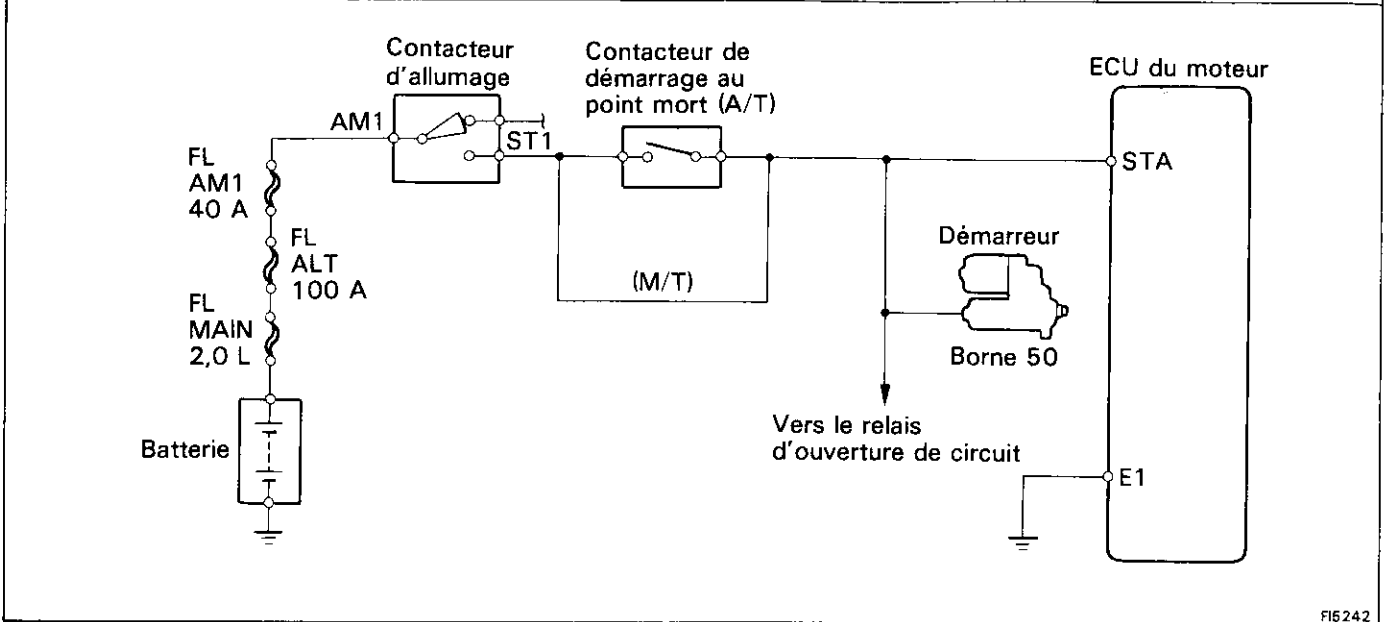 Contacteur
d'allumage
Contacteur de
démarrage au
point mort (A/T)
ECU du moteur
AM1
ST1
STA
FL
AM1
40 A
FL
ALT
100 A
FL
MAIN
2,0 L
(M/T)
Démarreur
Borne 50
Batterie
Vers le relais
d'ouverture de circuit
E1
FI5242